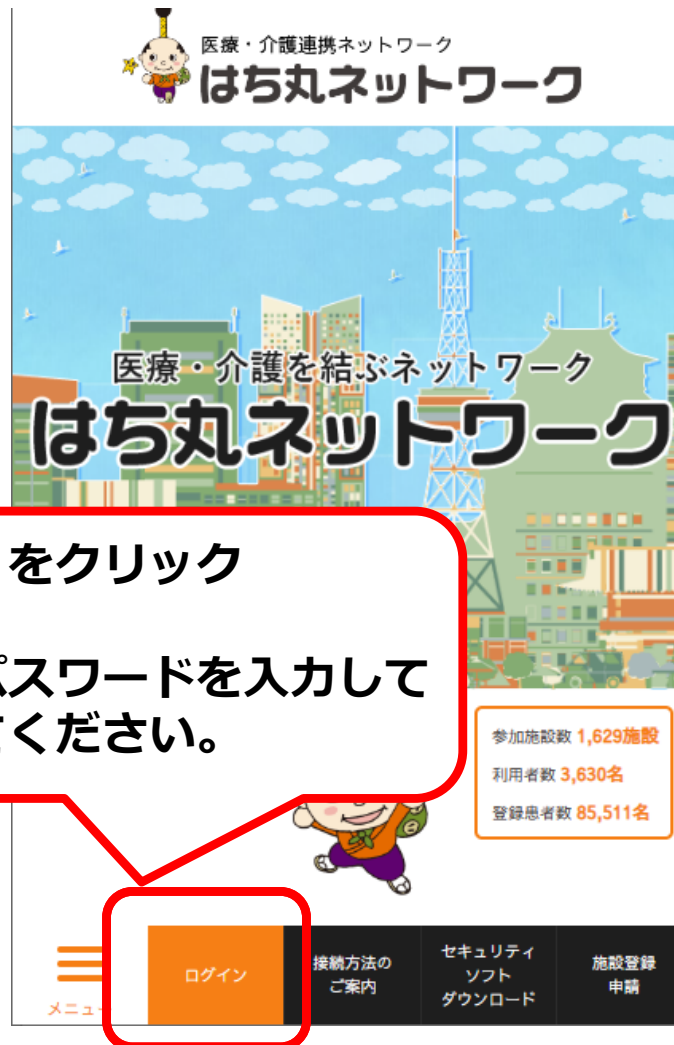 医療・介護連携ネットワーク
はち丸ネットワーク
医療・介護を結ぶネットワーク
はち丸ネットワーク
をクリック
パスワードを入力して
てください。
参加施設数 1,629施設
利用者数 3,630名
登録患者数 85,511名
メニュー
ログイン
接続方法の
ご案内
セキュリティ
ソフト
ダウンロード
施設登録
申請